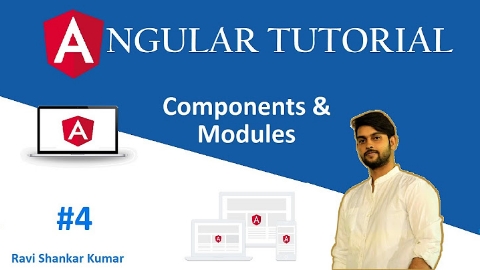 ANGULAR TUTORIAL
Components &
Modules
#4
Ravi Shankar Kumar